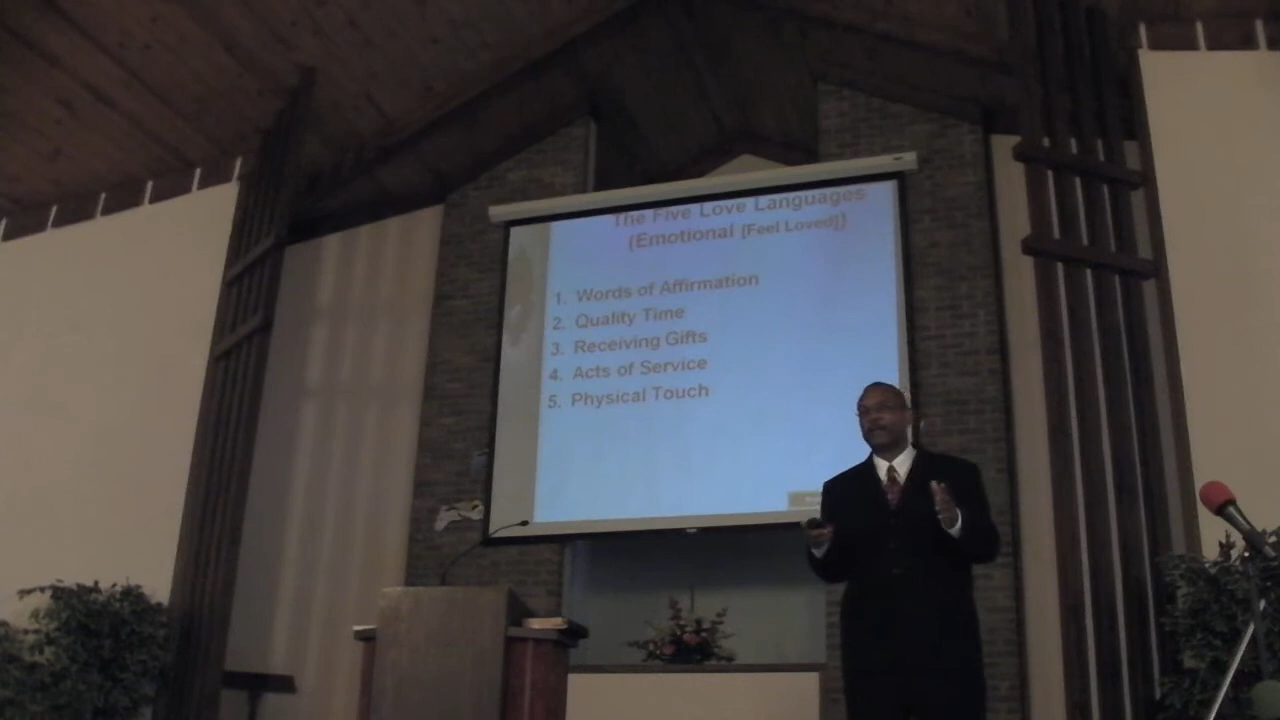 The Five Love Languages
(Emotional [Feel Loved])
1. Words of Affirmation
2. Quality Time
3. Receiving Gifts
4. Acts of Service
5. Physical Touch